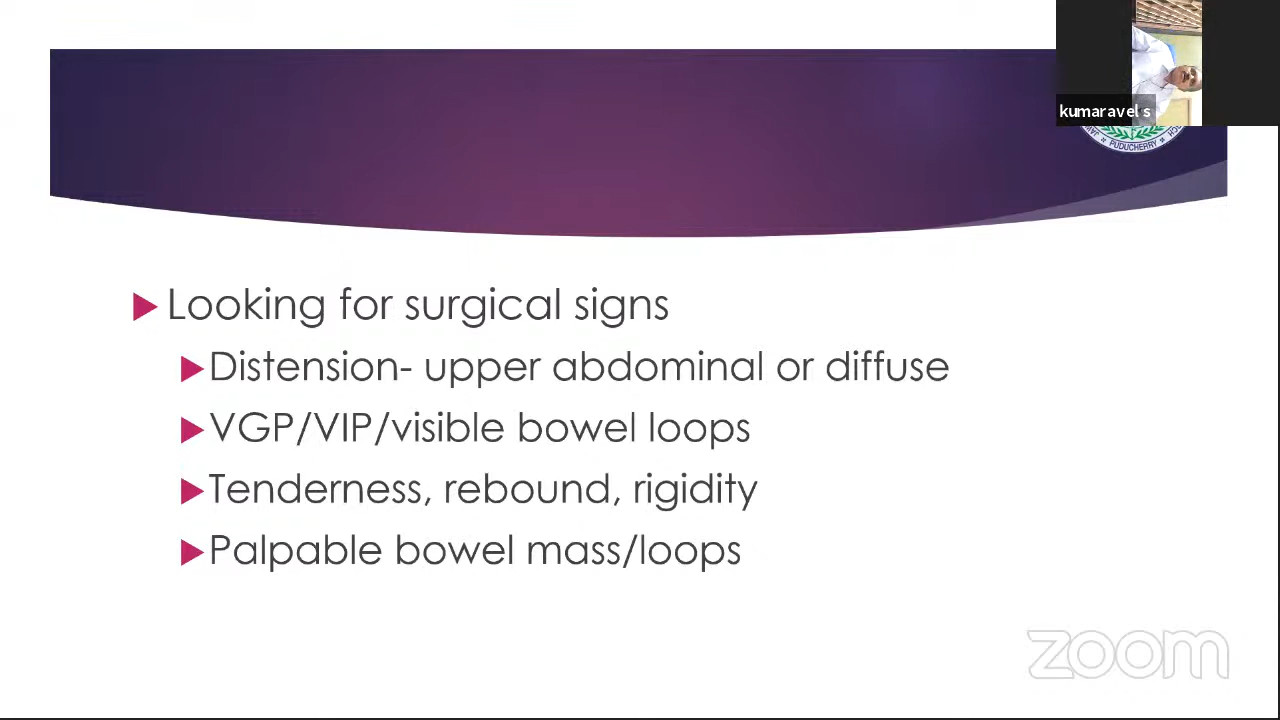 kumaravel s
PUDUCHERRY
Looking for surgical signs
Distension- upper abdominal or diffuse
VGP/VIP/visible bowel loops
Tenderness, rebound, rigidity
Palpable bowel mass/loops
zoom